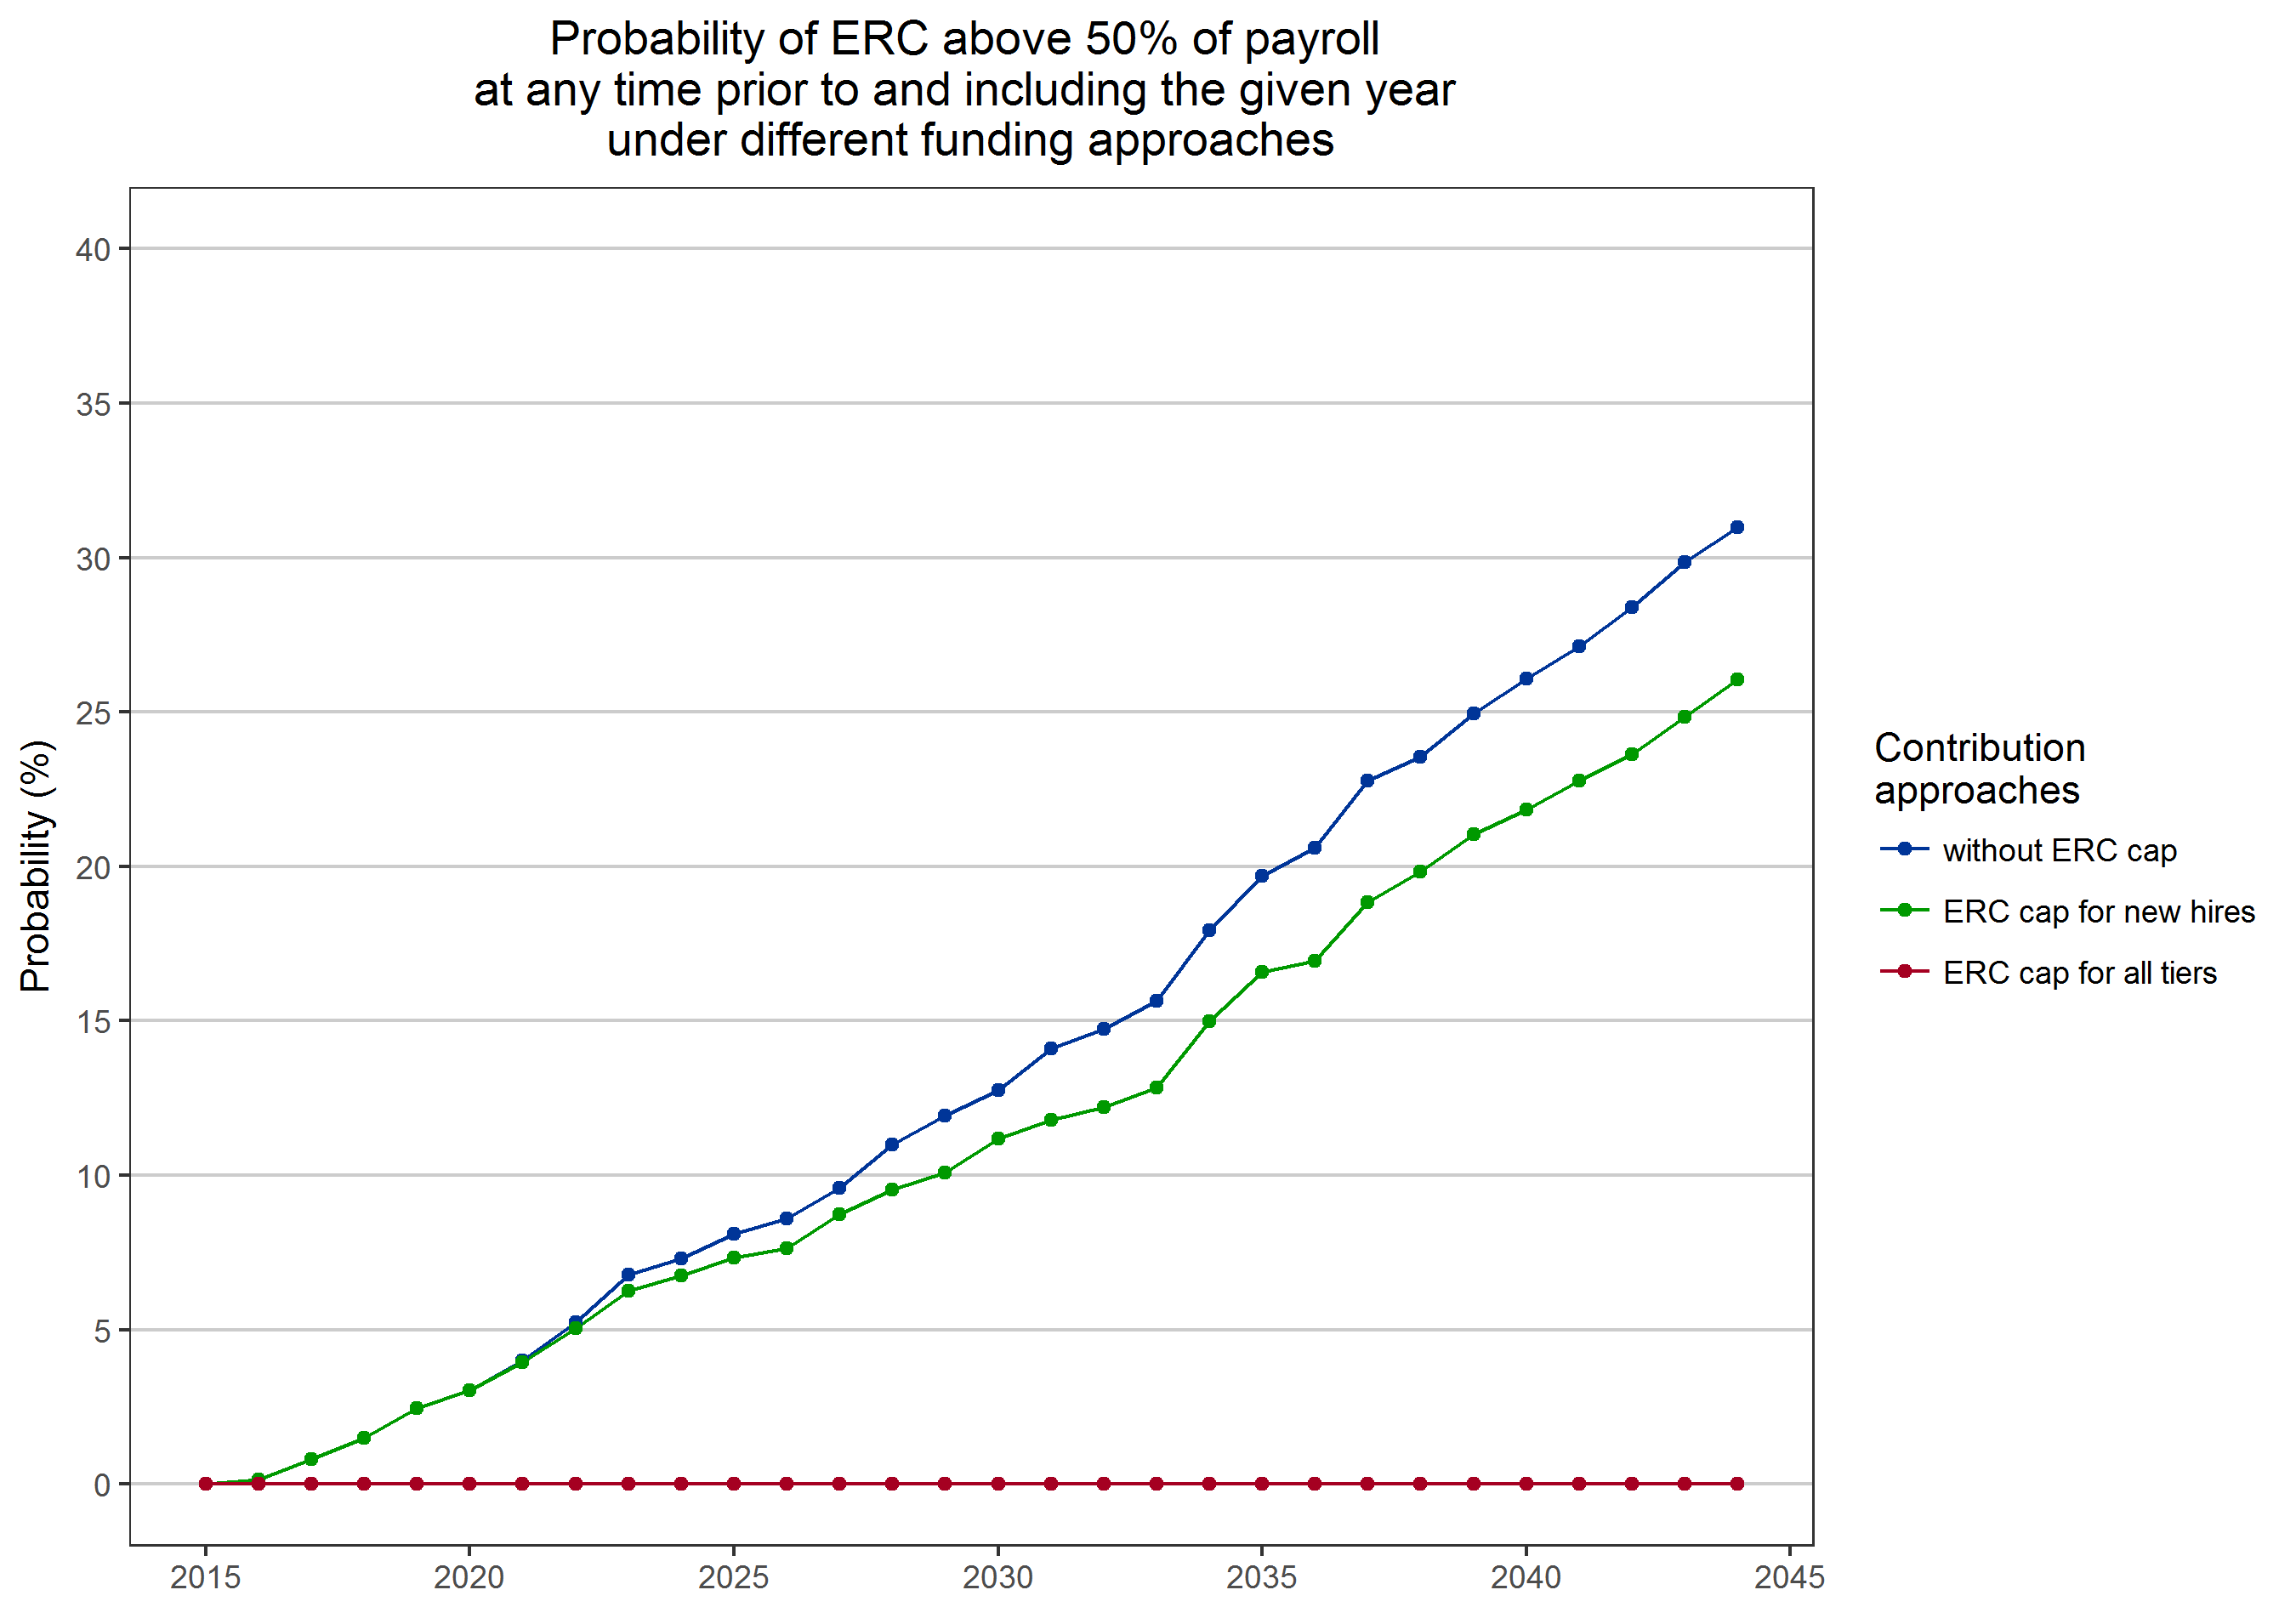 Probability of ERC above 50% of payroll
at any time prior to and including the given year
under different funding approaches
40
35
30
25
20
15
10
5
0
Probability (%)
2015
2020
2025
2030
2035
2040
2045
Contribution
approaches
without ERC cap
ERC cap for new hires
ERC cap for all tiers